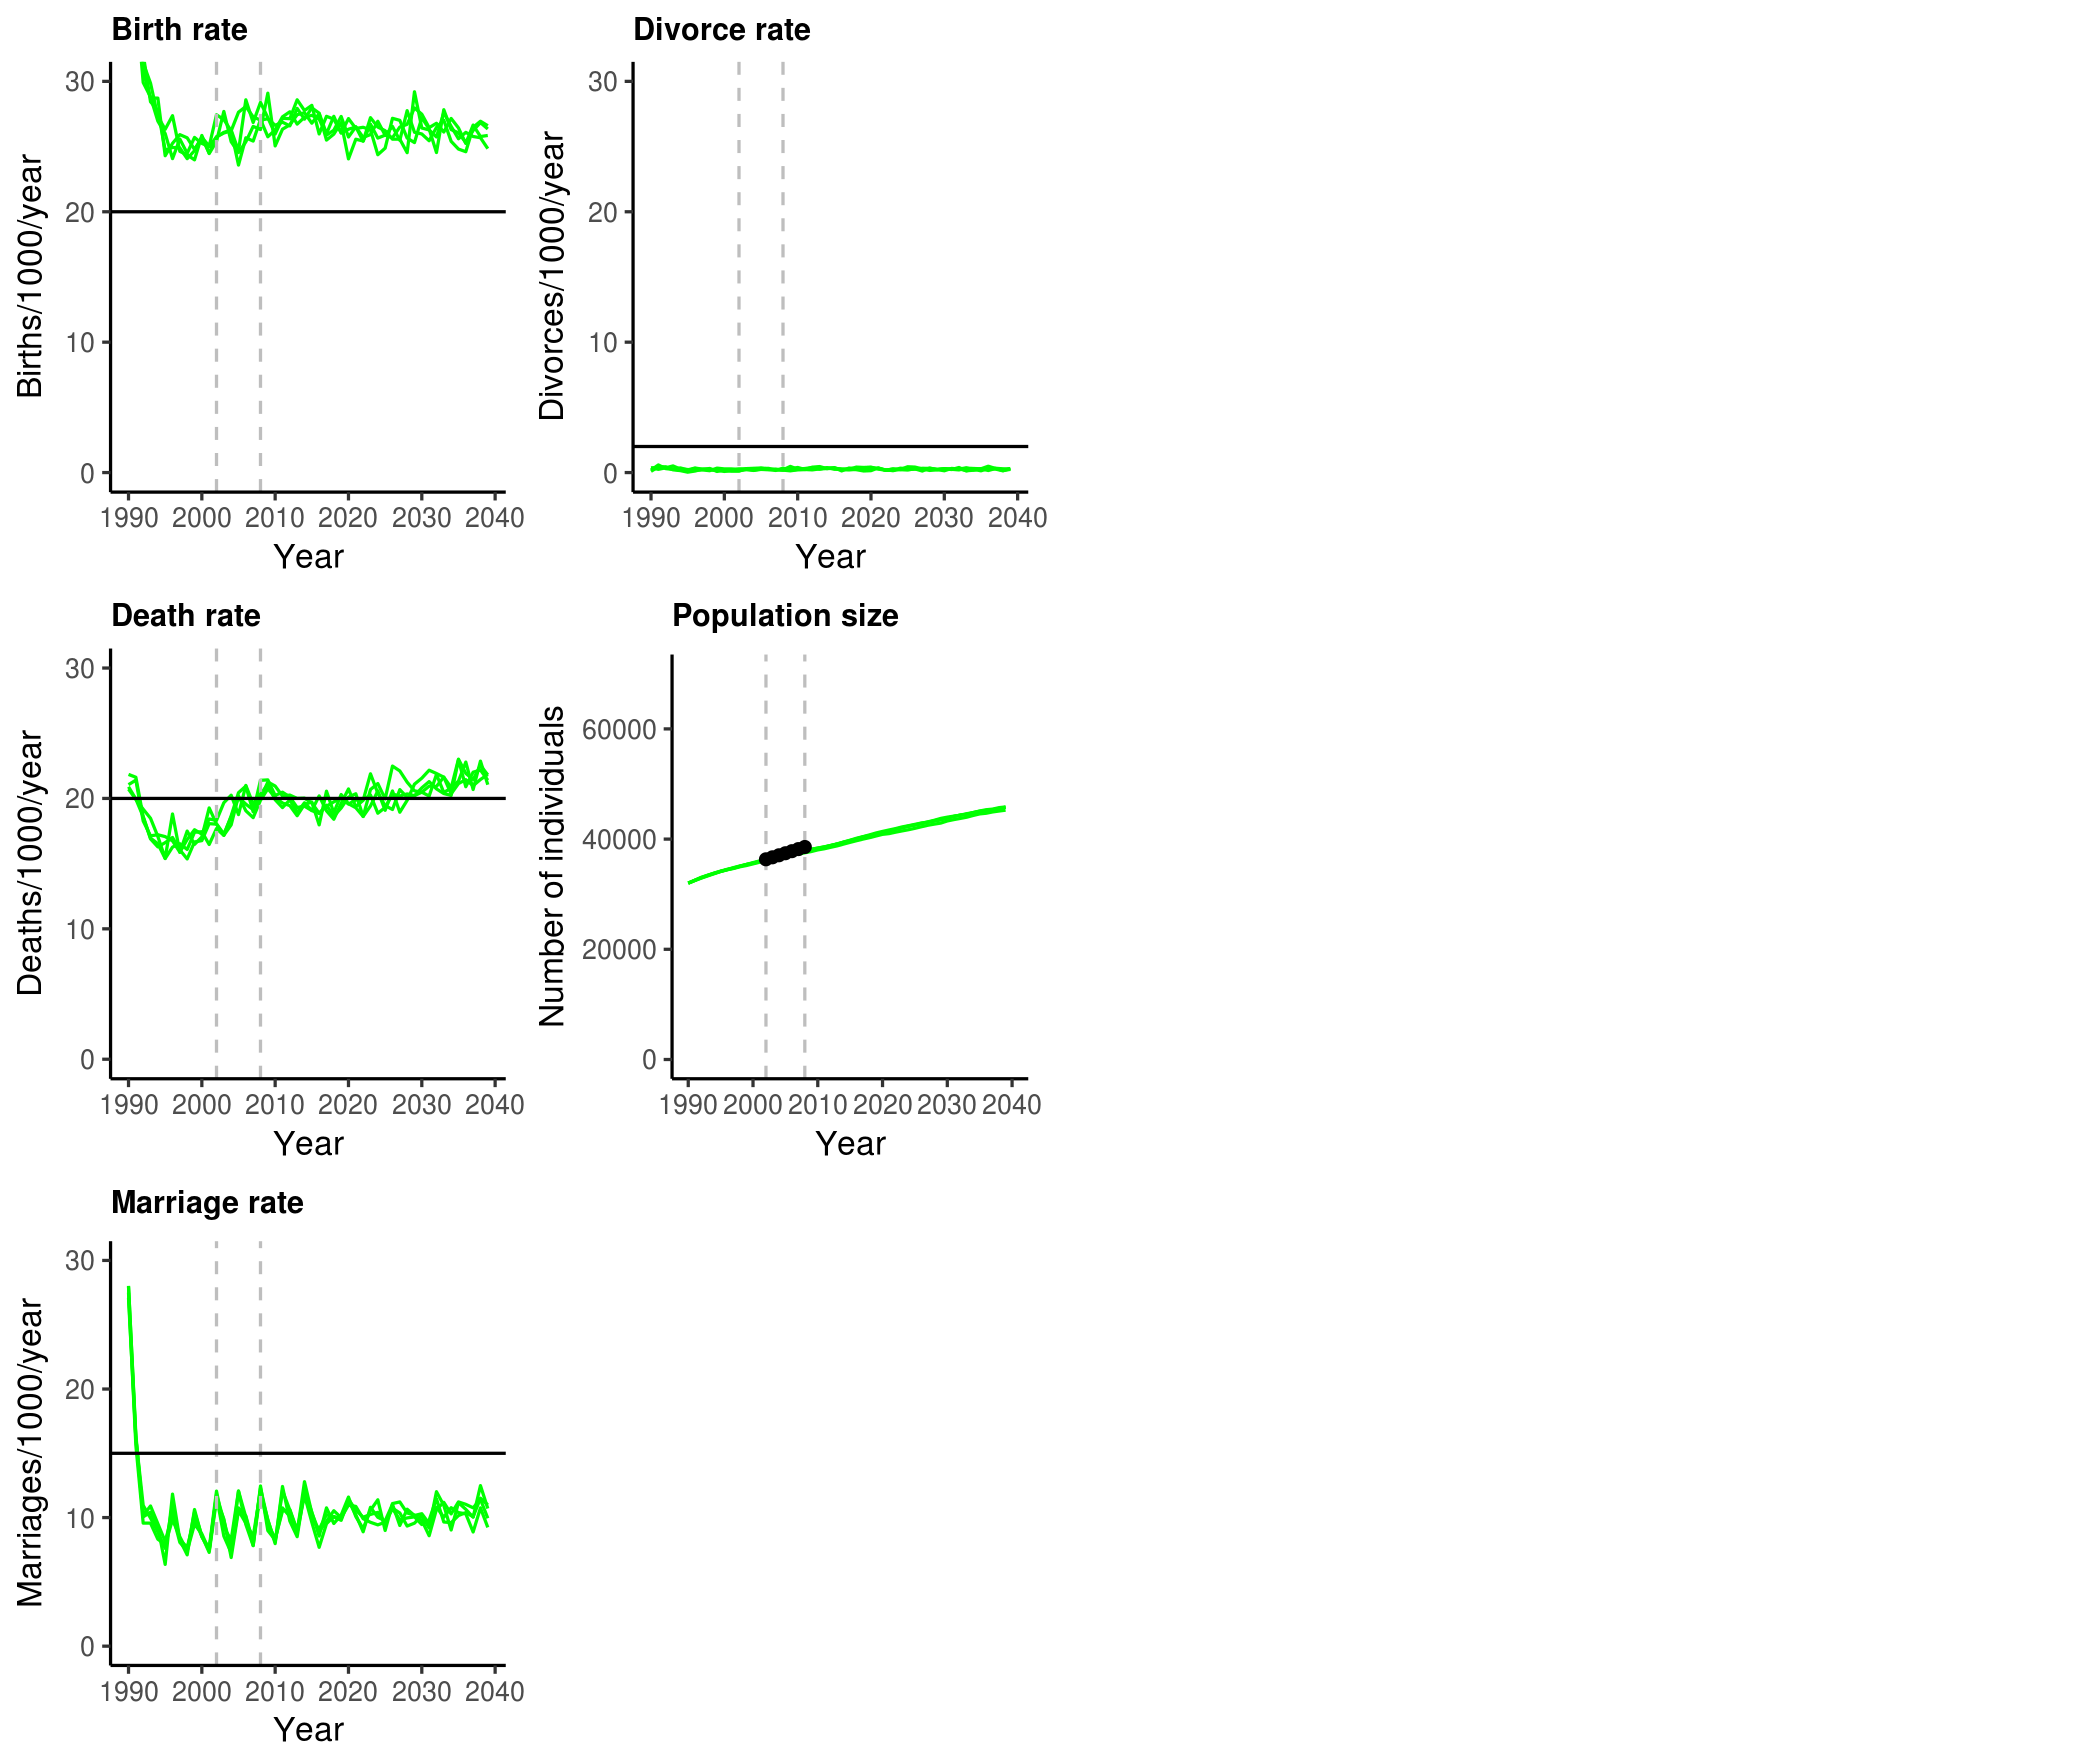 Birth rate
Births/1000/year
30
20
10
0
1990 2000 2010 2020 2030 2040
Year
Divorce rate
Divorces/1000/year
30
20
10
0
1990 2000 2010 2020 2030 2040
Year
Death rate
Deaths/1000/year
30
20
10
0
1990 2000 2010 2020 2030 2040
Year
Population size
Number of individuals
60000
40000
20000
0
1990 2000 2010 2020 2030 2040
Year
Marriage rate
Marriages/1000/year
30
20
10
0
1990 2000 2010 2020 2030 2040
Year